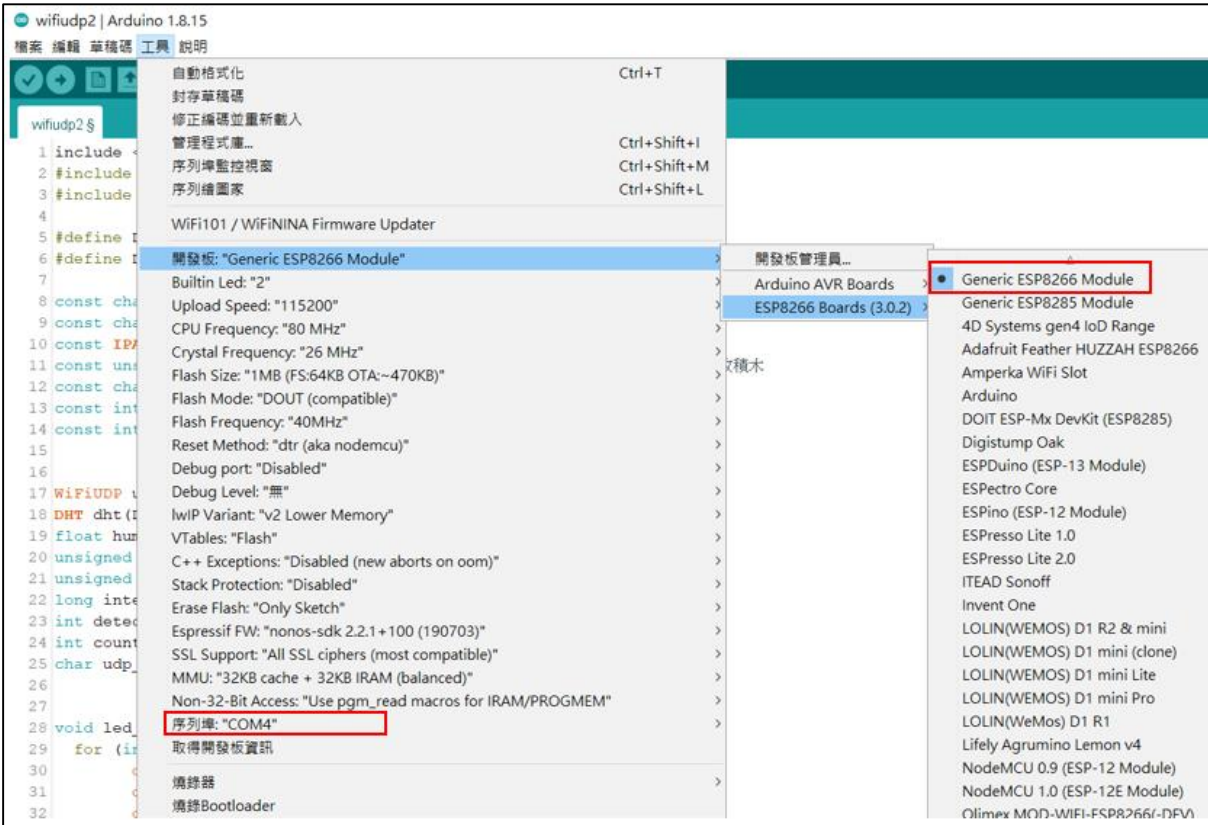 wifiudp2 | Arduino 1.8.15
檔案 編輯 草稿碼 工具 說明
wifiudp2 §
1 include <
2 #include
3 #include
4
5 #define
6 #define
7
8 const cha
9 const cha
10 const IPA
11 const uns
12 const cha
13 const int
14 const int
15
16
17 WiFiUDP u
18 DHT dht(
19 float hum
20 unsigned
21 unsigned
22 long inte
23 int detec
24 int count
25 char udp_
26
27
28 void led_
29 for (in
30
31
32
自動格式化 Ctrl+T
封存草稿碼
修正編碼並重新載入
管理程式庫... Ctrl+Shift+I
序列埠監控視窗 Ctrl+Shift+M
序列繪圖家 Ctrl+Shift+L
WiFi101 / WiFiNINA Firmware Updater
開發板: "Generic ESP8266 Module"
Builtin Led: "2"
Upload Speed: "115200"
CPU Frequency: "80 MHz"
Crystal Frequency: "26 MHz"
Flash Size: "1MB (FS:64KB OTA:~470KB)"
Flash Mode: "DOUT (compatible)"
Flash Frequency: "40MHz"
Reset Method: "dtr (aka nodemcu)"
Debug port: "Disabled"
Debug Level: "無"
lwIP Variant: "v2 Lower Memory"
VTables: "Flash"
C++ Exceptions: "Disabled (new aborts on oom)"
Stack Protection: "Disabled"
Erase Flash: "Only Sketch"
Espressif FW: "nonos-sdk 2.2.1+100 (190703)"
SSL Support: "All SSL ciphers (most compatible)"
MMU: "32KB cache + 32KB IRAM (balanced)"
Non-32-Bit Access: "Use pgm_read macros for IRAM/PROGMEM"
序列埠: "COM4"
取得開發板資訊
燒錄器
燒錄Bootloader
開發板管理員...
Arduino AVR Boards
ESP8266 Boards (3.0.2)
積木
Generic ESP8266 Module
Generic ESP8285 Module
4D Systems gen4 IoD Range
Adafruit Feather HUZZAH ESP8266
Amperka WiFi Slot
Arduino
DOIT ESP-Mx DevKit (ESP8285)
Digistump Oak
ESPDuino (ESP-13 Module)
ESPectro Core
ESPino (ESP-12 Module)
ESPresso Lite 1.0
ESPresso Lite 2.0
ITEAD Sonoff
Invent One
LOLIN(WEMOS) D1 R2 & mini
LOLIN(WEMOS) D1 mini (clone)
LOLIN(WEMOS) D1 mini Lite
LOLIN(WEMOS) D1 mini Pro
LOLIN(WeMos) D1 R1
Lifely Agrumino Lemon v4
NodeMCU 0.9 (ESP-12 Module)
NodeMCU 1.0 (ESP-12E Module)
Olimex MOD-WIFI-ESP8266(-DEV)